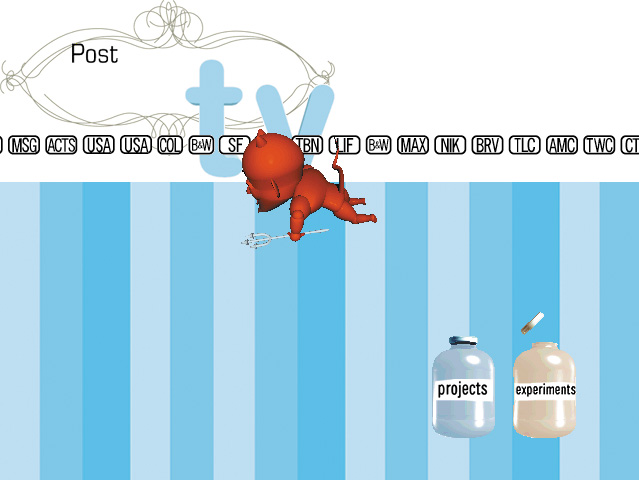 Post
tv
MSG ACTS USA USA COL B&W SF TBN LIF B&W MAX NIK BRV TLC AMC TWC CT
projects experiments